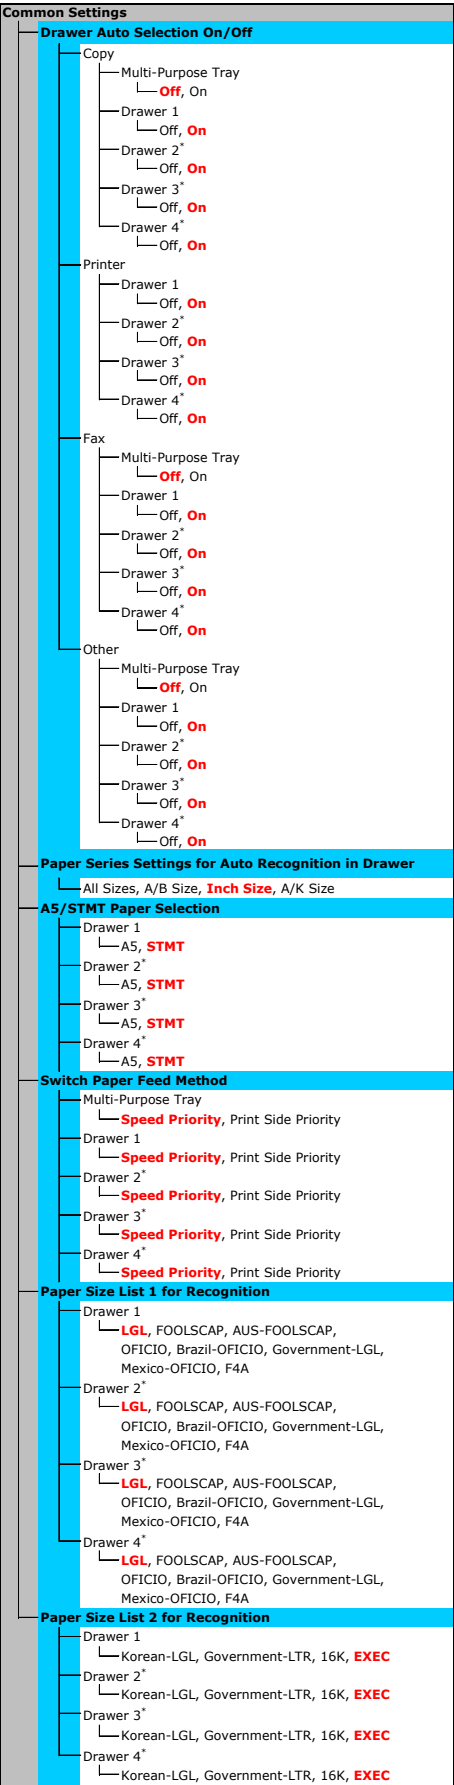 Common Settings
Drawer Auto Selection On/Off
Copy
Multi-Purpose Tray
Off, On
Drawer 1
Off, On
Drawer 2*
Off, On
Drawer 3*
Off, On
Drawer 4*
Off, On
Printer
Drawer 1
Off, On
Drawer 2*
Off, On
Drawer 3*
Off, On
Drawer 4*
Off, On
Fax
Multi-Purpose Tray
Off, On
Drawer 1
Off, On
Drawer 2*
Off, On
Drawer 3*
Off, On
Drawer 4*
Off, On
Other
Multi-Purpose Tray
Off, On
Drawer 1
Off, On
Drawer 2*
Off, On
Drawer 3*
Off, On
Drawer 4*
Off, On
Paper Series Settings for Auto Recognition in Drawer
All Sizes, A/B Size, Inch Size, A/K Size
A5/STMT Paper Selection
Drawer 1
A5, STMT
Drawer 2*
A5, STMT
Drawer 3*
A5, STMT
Drawer 4*
A5, STMT
Switch Paper Feed Method
Multi-Purpose Tray
Speed Priority, Print Side Priority
Drawer 1
Speed Priority, Print Side Priority
Drawer 2*
Speed Priority, Print Side Priority
Drawer 3*
Speed Priority, Print Side Priority
Drawer 4*
Speed Priority, Print Side Priority
Paper Size List 1 for Recognition
Drawer 1
LGL, FOOLSCAP, AUS-FOOLSCAP,
OFICIO, Brazil-OFICIO, Government-LGL,
Mexico-OFICIO, F4A
Drawer 2*
LGL, FOOLSCAP, AUS-FOOLSCAP,
OFICIO, Brazil-OFICIO, Government-LGL,
Mexico-OFICIO, F4A
Drawer 3*
LGL, FOOLSCAP, AUS-FOOLSCAP,
OFICIO, Brazil-OFICIO, Government-LGL,
Mexico-OFICIO, F4A
Drawer 4*
LGL, FOOLSCAP, AUS-FOOLSCAP,
OFICIO, Brazil-OFICIO, Government-LGL,
Mexico-OFICIO, F4A
Paper Size List 2 for Recognition
Drawer 1
Korean-LGL, Government-LTR, 16K, EXEC
Drawer 2*
Korean-LGL, Government-LTR, 16K, EXEC
Drawer 3*
Korean-LGL, Government-LTR, 16K, EXEC
Drawer 4*
Korean-LGL, Government-LTR, 16K, EXEC